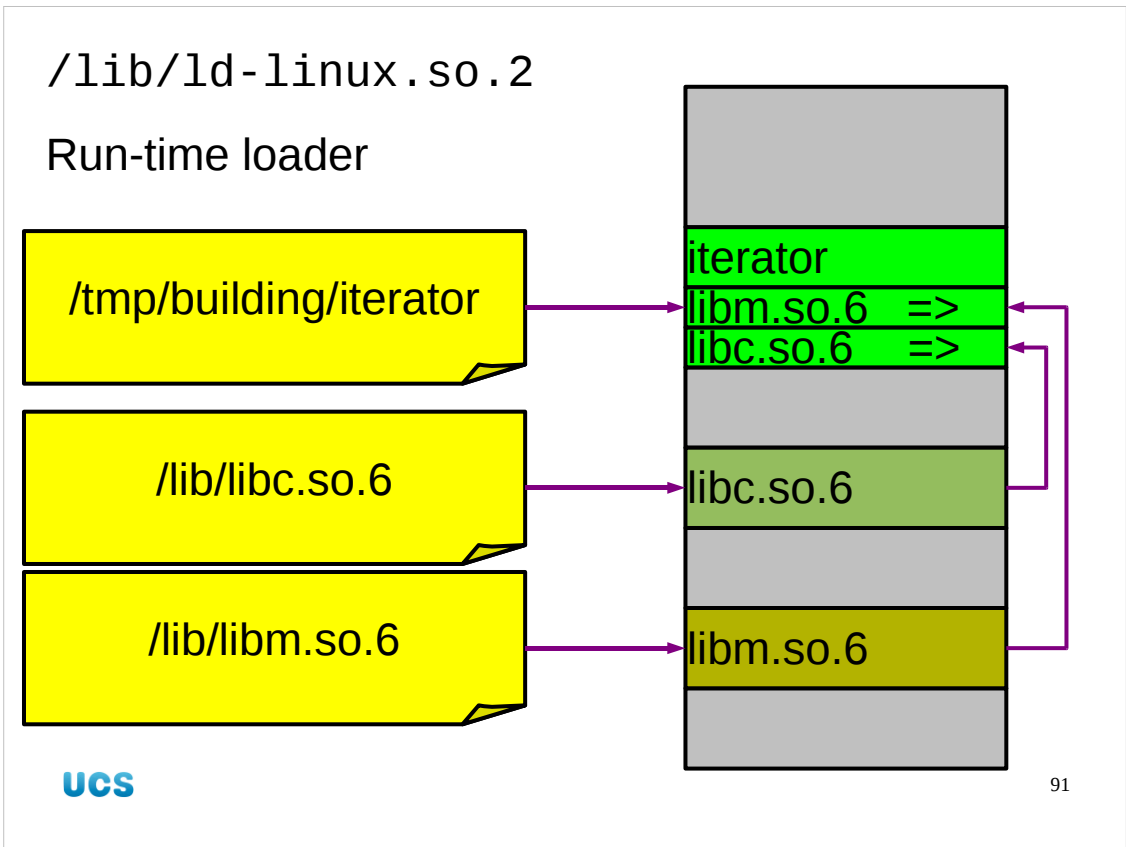 /lib/ld-linux.so.2
Run-time loader
/tmp/building/iterator
/lib/libc.so.6
/lib/libm.so.6
iterator
libm.so.6 =>
libc.so.6 =>
libc.so.6
libm.so.6
UCS
91